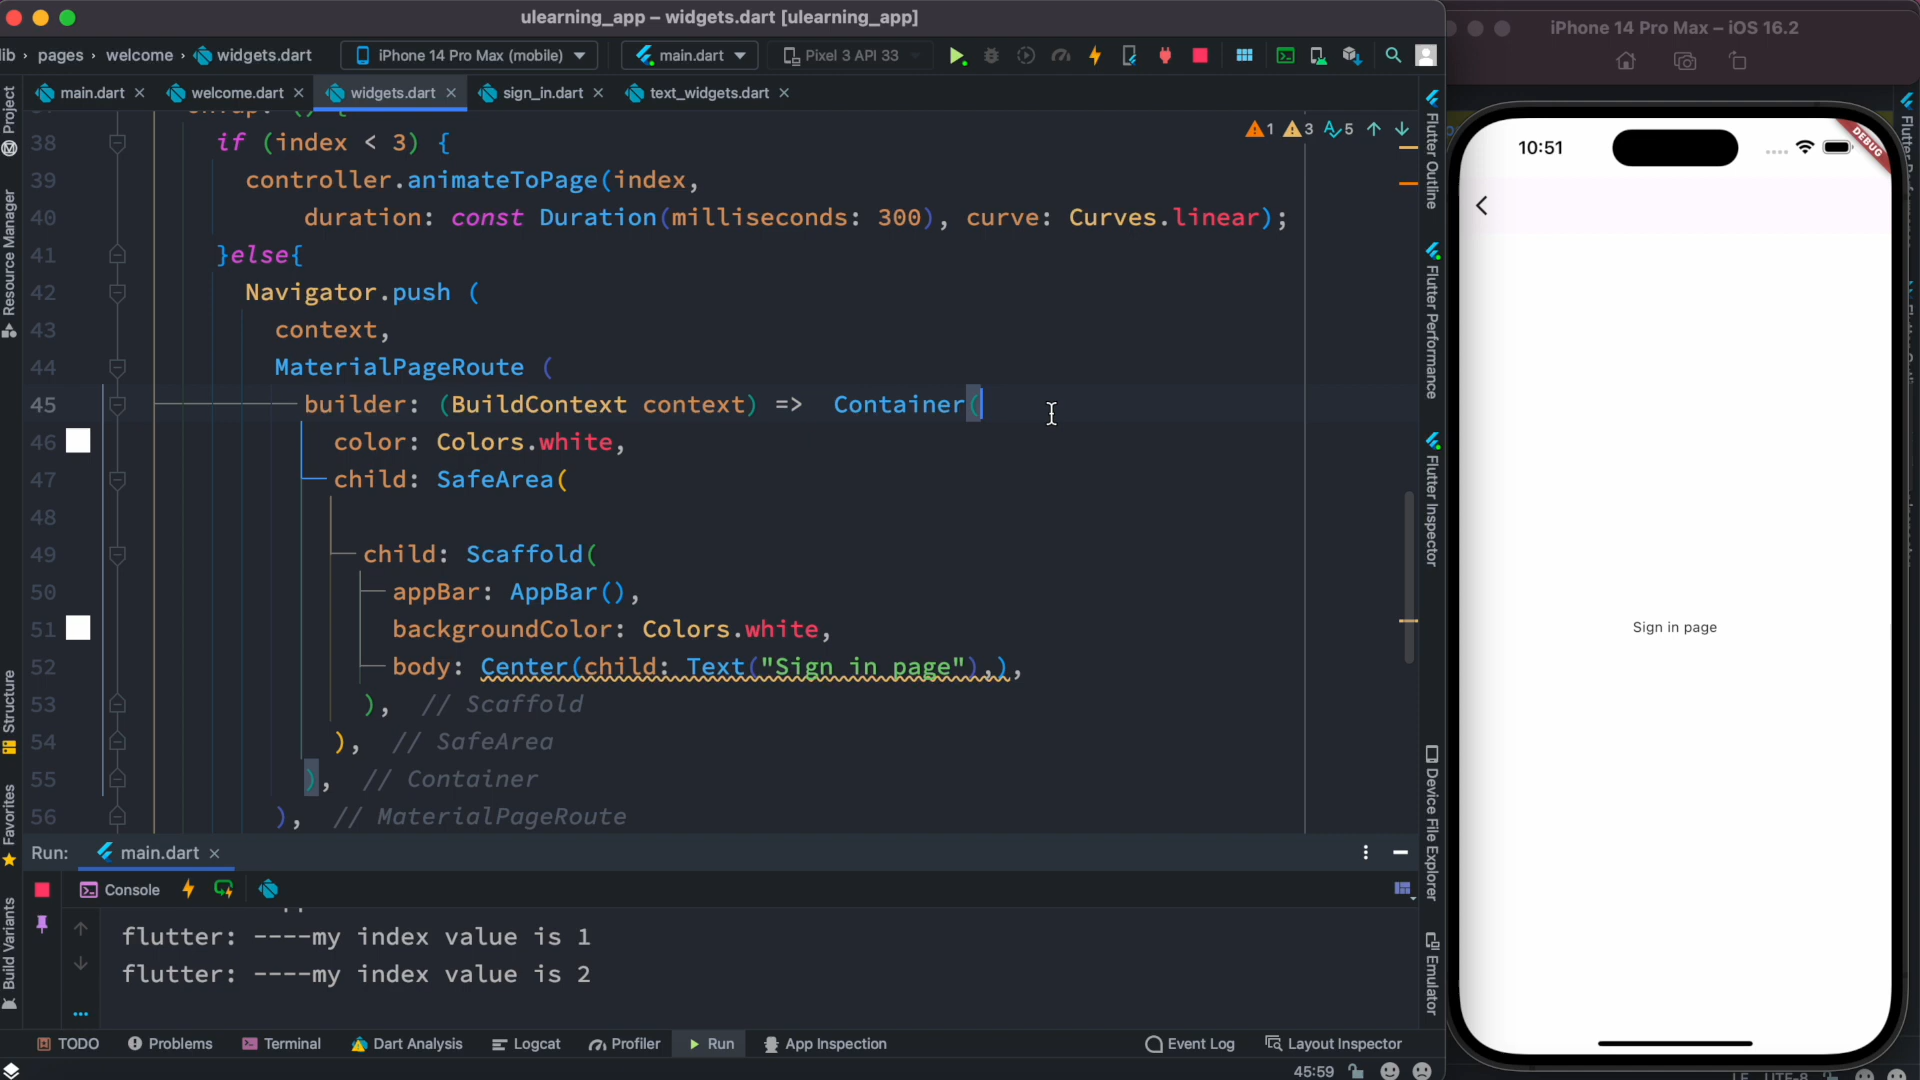 ulearning_app – widgets.dart [ulearning_app]
lib › pages › welcome › widgets.dart
iPhone 14 Pro Max (mobile)
main.dart
Pixel 3 API 33
main.dart
welcome.dart
widgets.dart
sign_in.dart
text_widgets.dart
1
3
5
38 if (index < 3) {
39 controller.animateToPage(index,
40 duration: const Duration(milliseconds: 300), curve: Curves.linear);
41 }else{
42 Navigator.push (
43 context,
44 MaterialPageRoute (
45 builder: (BuildContext context) => Container(
46 color: Colors.white,
47 child: SafeArea(
48
49 child: Scaffold(
50 appBar: AppBar(),
51 backgroundColor: Colors.white,
52 body: Center(child: Text("Sign in page"),),
53 ), // Scaffold
54 ), // SafeArea
55 ), // Container
56 ), // MaterialPageRoute
Run: main.dart
Console
flutter: ----my index value is 1
flutter: ----my index value is 2
TODO
Problems
Terminal
Dart Analysis
Logcat
Profiler
Run
App Inspection
Event Log
Layout Inspector
45:59
Project
Resource Manager
Structure
Favorites
Build Variants
Flutter Outline
Flutter Performance
Flutter Inspector
Device File Explorer
Emulator
iPhone 14 Pro Max – iOS 16.2
10:51
DEBUG
Sign in page